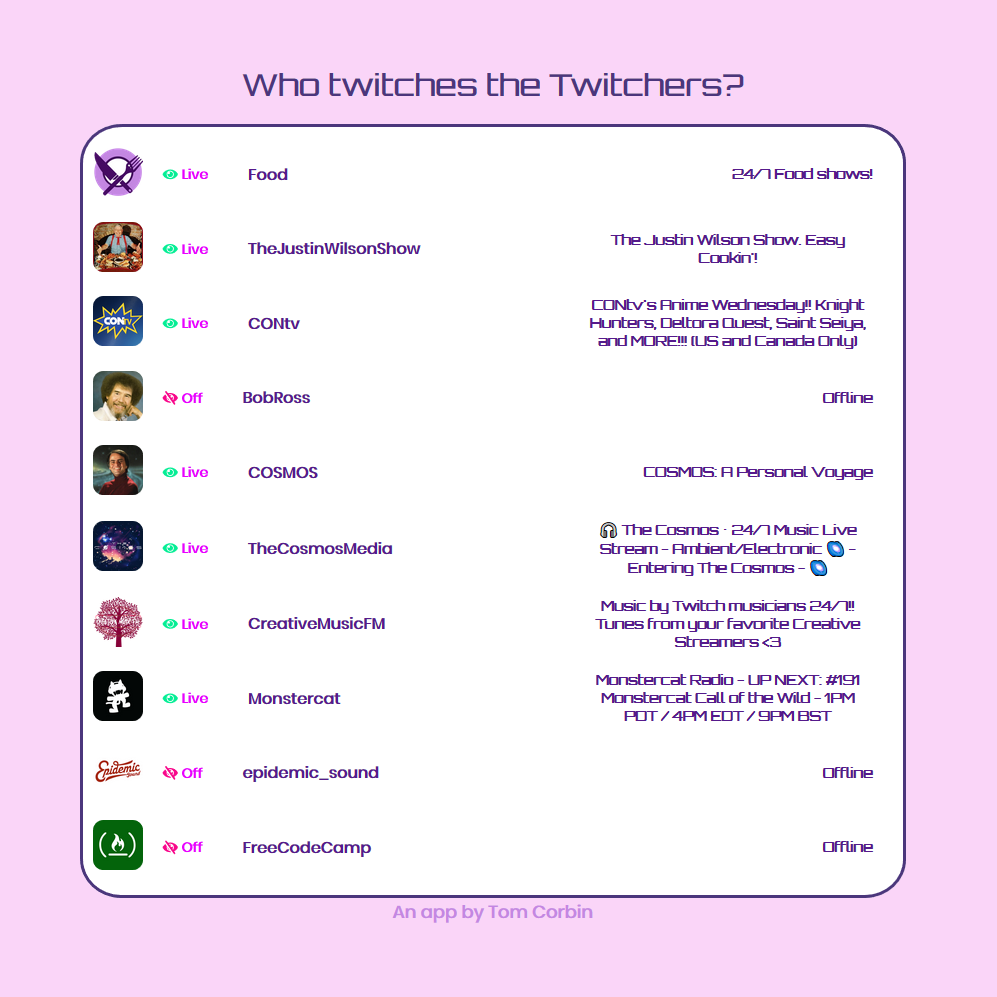 Who twitches the Twitchers?
Live Food 24/7 Food shows!
Live TheJustinWilsonShow The Justin Wilson Show. Easy
Cookin'!
CONtv Live CONtv CONtv's Anime Wednesday!! Knight
Hunters, Deltora Quest, Saint Seiya,
and MORE!!! (US and Canada Only)
Off BobRoss Offline
Live COSMOS COSMOS: A Personal Voyage
Live TheCosmosMedia 🎧 The Cosmos · 24/7 Music Live
Stream - Ambient/Electronic 🌀 -
Entering The Cosmos - 🌀
Live CreativeMusicFM Music by Twitch musicians 24/7!!
Tunes from your favorite Creative
Streamers <3
Live Monstercat Monstercat Radio - UP NEXT: #191
Monstercat Call of the Wild - 1PM
PDT / 4PM EDT / 9PM BST
Epidemic Sound Off epidemic_sound Offline
Off FreeCodeCamp Offline
An app by Tom Corbin